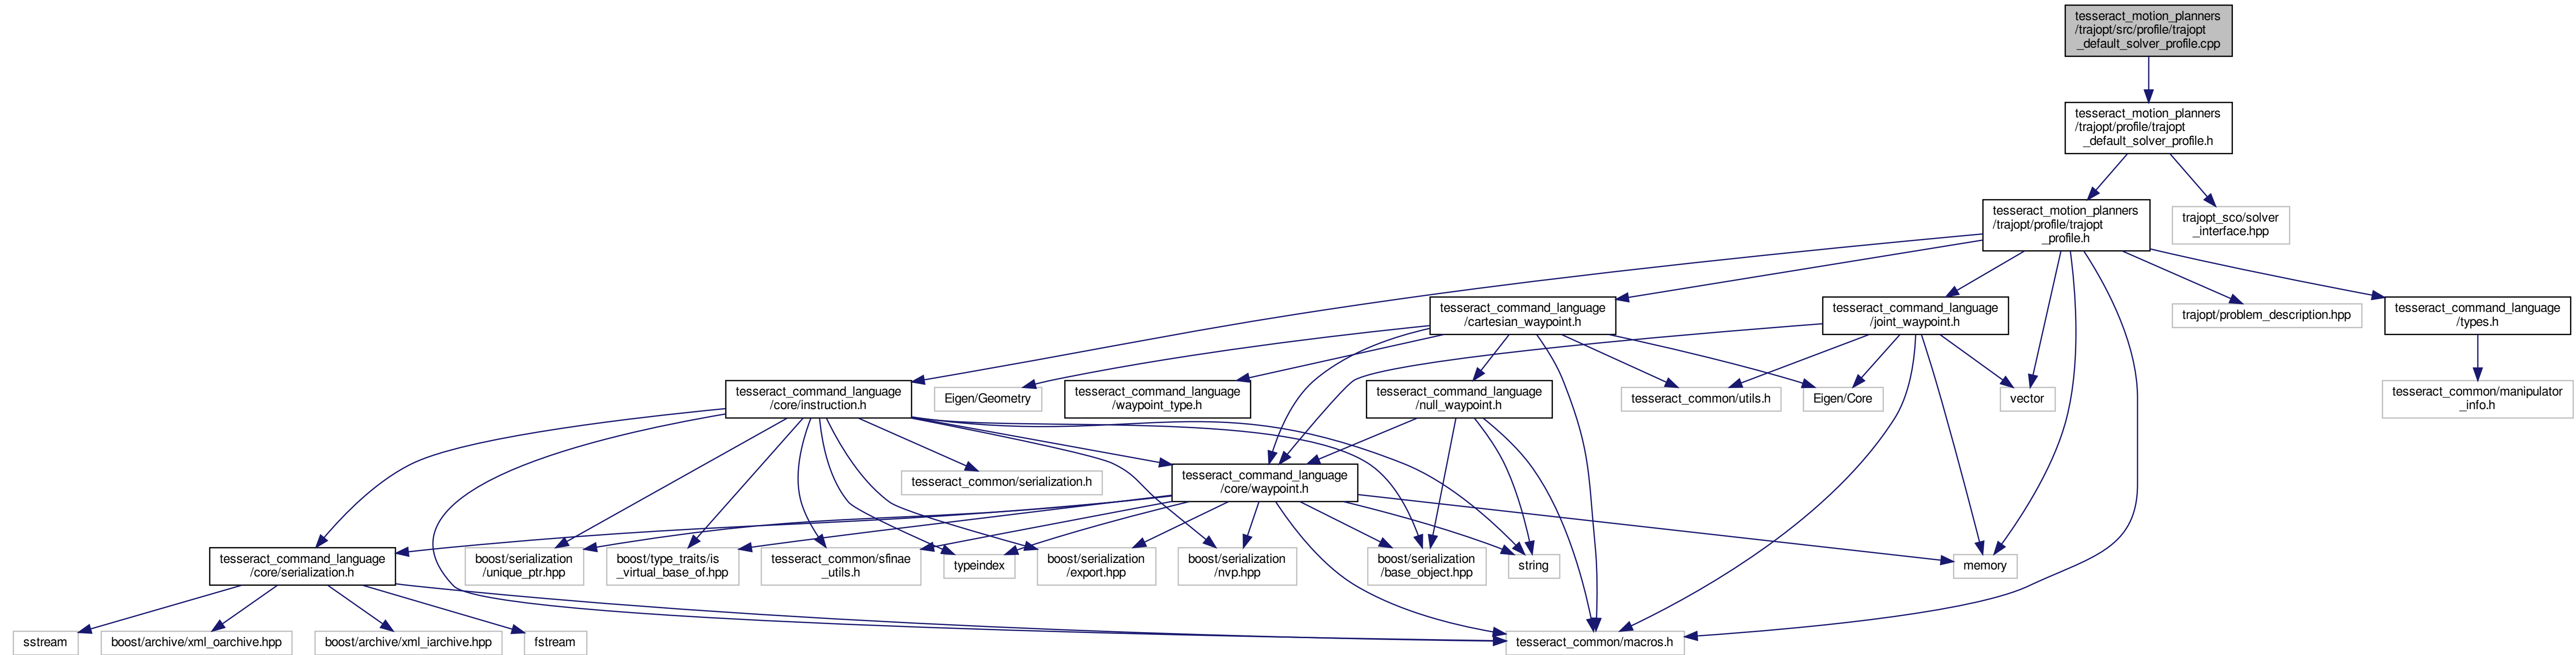 tesseract_motion_planners
/trajopt/src/profile/trajopt
_default_solver_profile.cpp
tesseract_motion_planners
/trajopt/profile/trajopt
_default_solver_profile.h
tesseract_motion_planners
/trajopt/profile/trajopt
_profile.h
trajopt_sco/solver
_interface.hpp
tesseract_command_language
/cartesian_waypoint.h
tesseract_command_language
/joint_waypoint.h
trajopt/problem_description.hpp
tesseract_command_language
/types.h
tesseract_command_language
/core/instruction.h
Eigen/Geometry
tesseract_command_language
/waypoint_type.h
tesseract_command_language
/null_waypoint.h
tesseract_common/utils.h
Eigen/Core
vector
tesseract_common/manipulator
_info.h
tesseract_common/serialization.h
tesseract_command_language
/core/waypoint.h
tesseract_command_language
/core/serialization.h
boost/serialization
/unique_ptr.hpp
boost/type_traits/is
_virtual_base_of.hpp
tesseract_common/sfinae
_utils.h
typeindex
boost/serialization
/export.hpp
boost/serialization
/nvp.hpp
boost/serialization
/base_object.hpp
string
memory
sstream
boost/archive/xml_oarchive.hpp
boost/archive/xml_iarchive.hpp
fstream
tesseract_common/macros.h